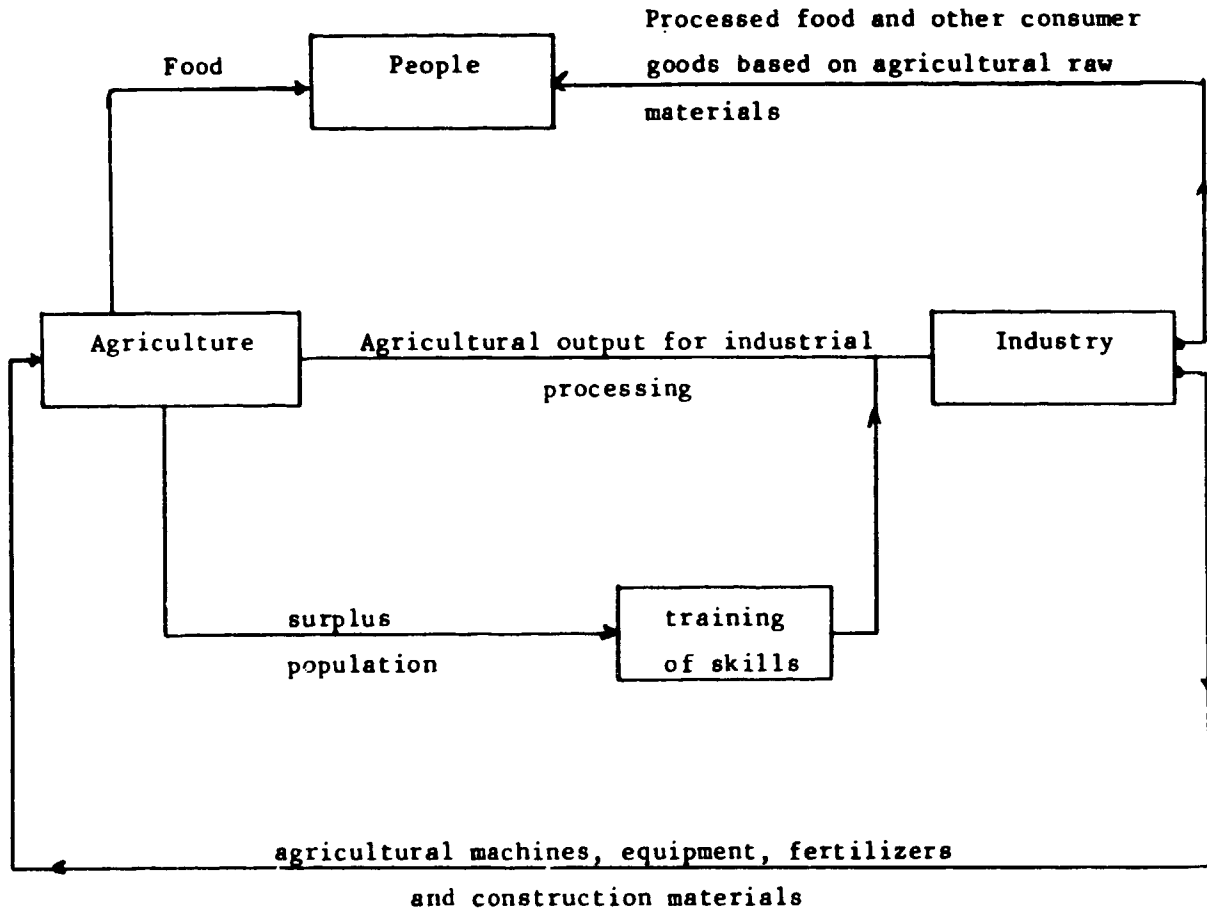 Processed food and other consumer
Food
People
goods based on agricultural raw
materials
Agriculture
Agricultural output for industrial
Industry
processing
surplus
training
population
of skills
agricultural machines, equipment, fertilizers
and construction materials